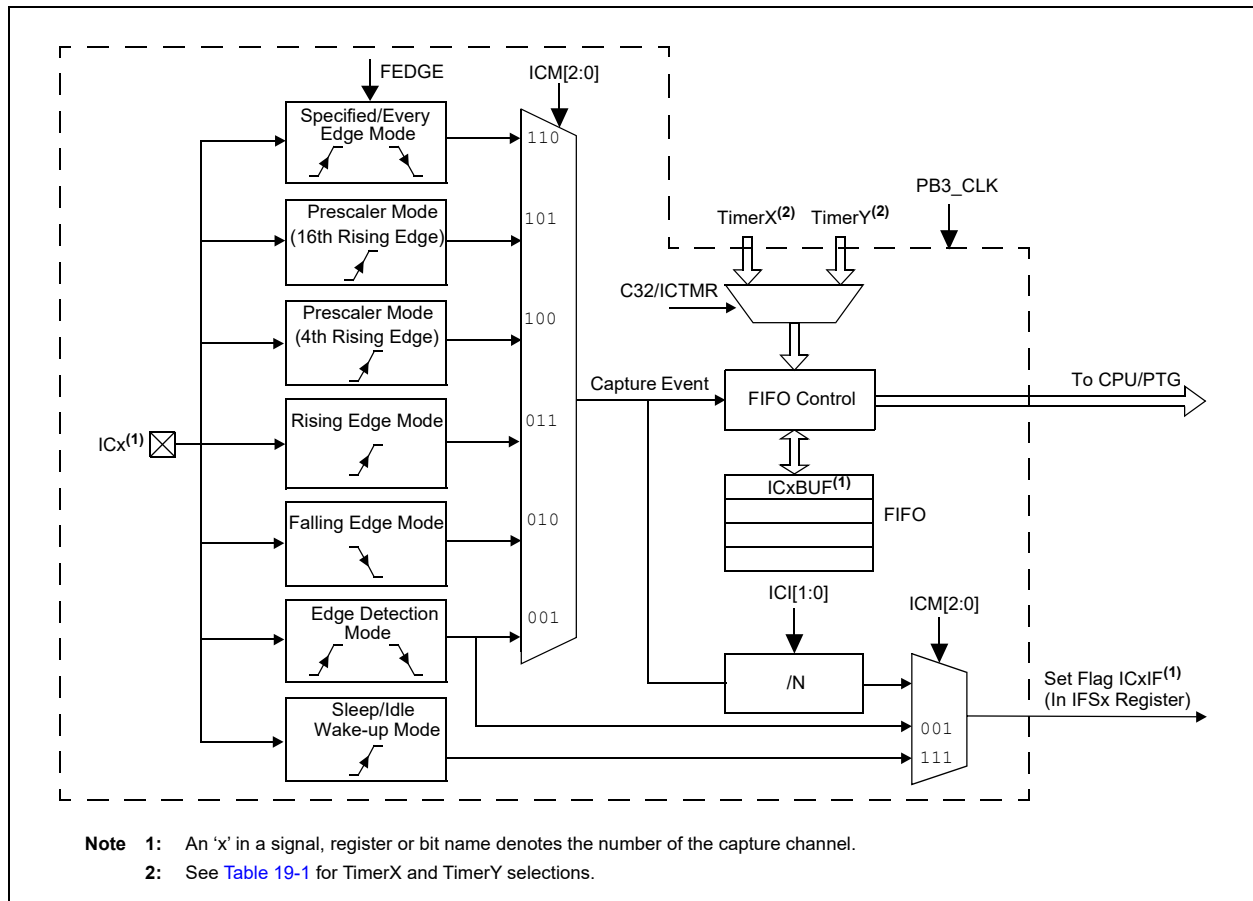 FEDGE
ICM[2:0]
Specified/Every
Edge Mode
110
PB3_CLK
Prescaler Mode
(16th Rising Edge)
101
TimerX(2)
TimerY(2)
C32/ICTMR
Prescaler Mode
(4th Rising Edge)
100
Capture Event
FIFO Control
To CPU/PTG
Rising Edge Mode
011
ICx(1)
ICxBUF(1)
FIFO
Falling Edge Mode
010
ICI[1:0]
ICM[2:0]
Edge Detection
Mode
001
/N
Set Flag ICxIF(1)
(In IFSx Register)
Sleep/Idle
Wake-up Mode
001
111
Note 1: An ‘x’ in a signal, register or bit name denotes the number of the capture channel.
2: See Table 19-1 for TimerX and TimerY selections.